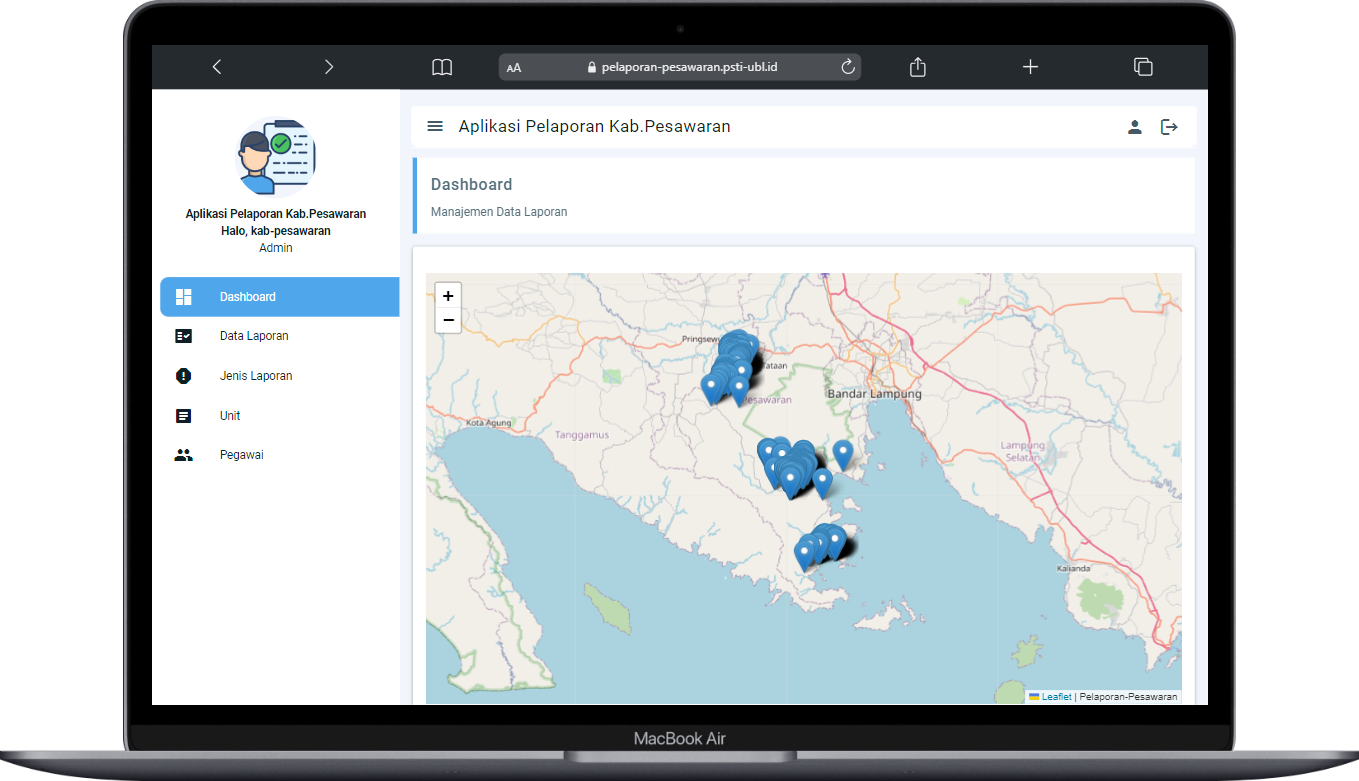 AA
pelaporan-pesawaran.psti-ubl.id
Aplikasi Pelaporan Kab.Pesawaran
Halo, kab-pesawaran
Admin
Dashboard
Data Laporan
Jenis Laporan
Unit
Pegawai
Aplikasi Pelaporan Kab.Pesawaran
Dashboard
Manajemen Data Laporan
+
−
Pesawaran
Bandar Lampung
Kota Agung
Tanggamus
Lampung
Selatan
Kalianda
Leaflet | Pelaporan-Pesawaran
MacBook Air